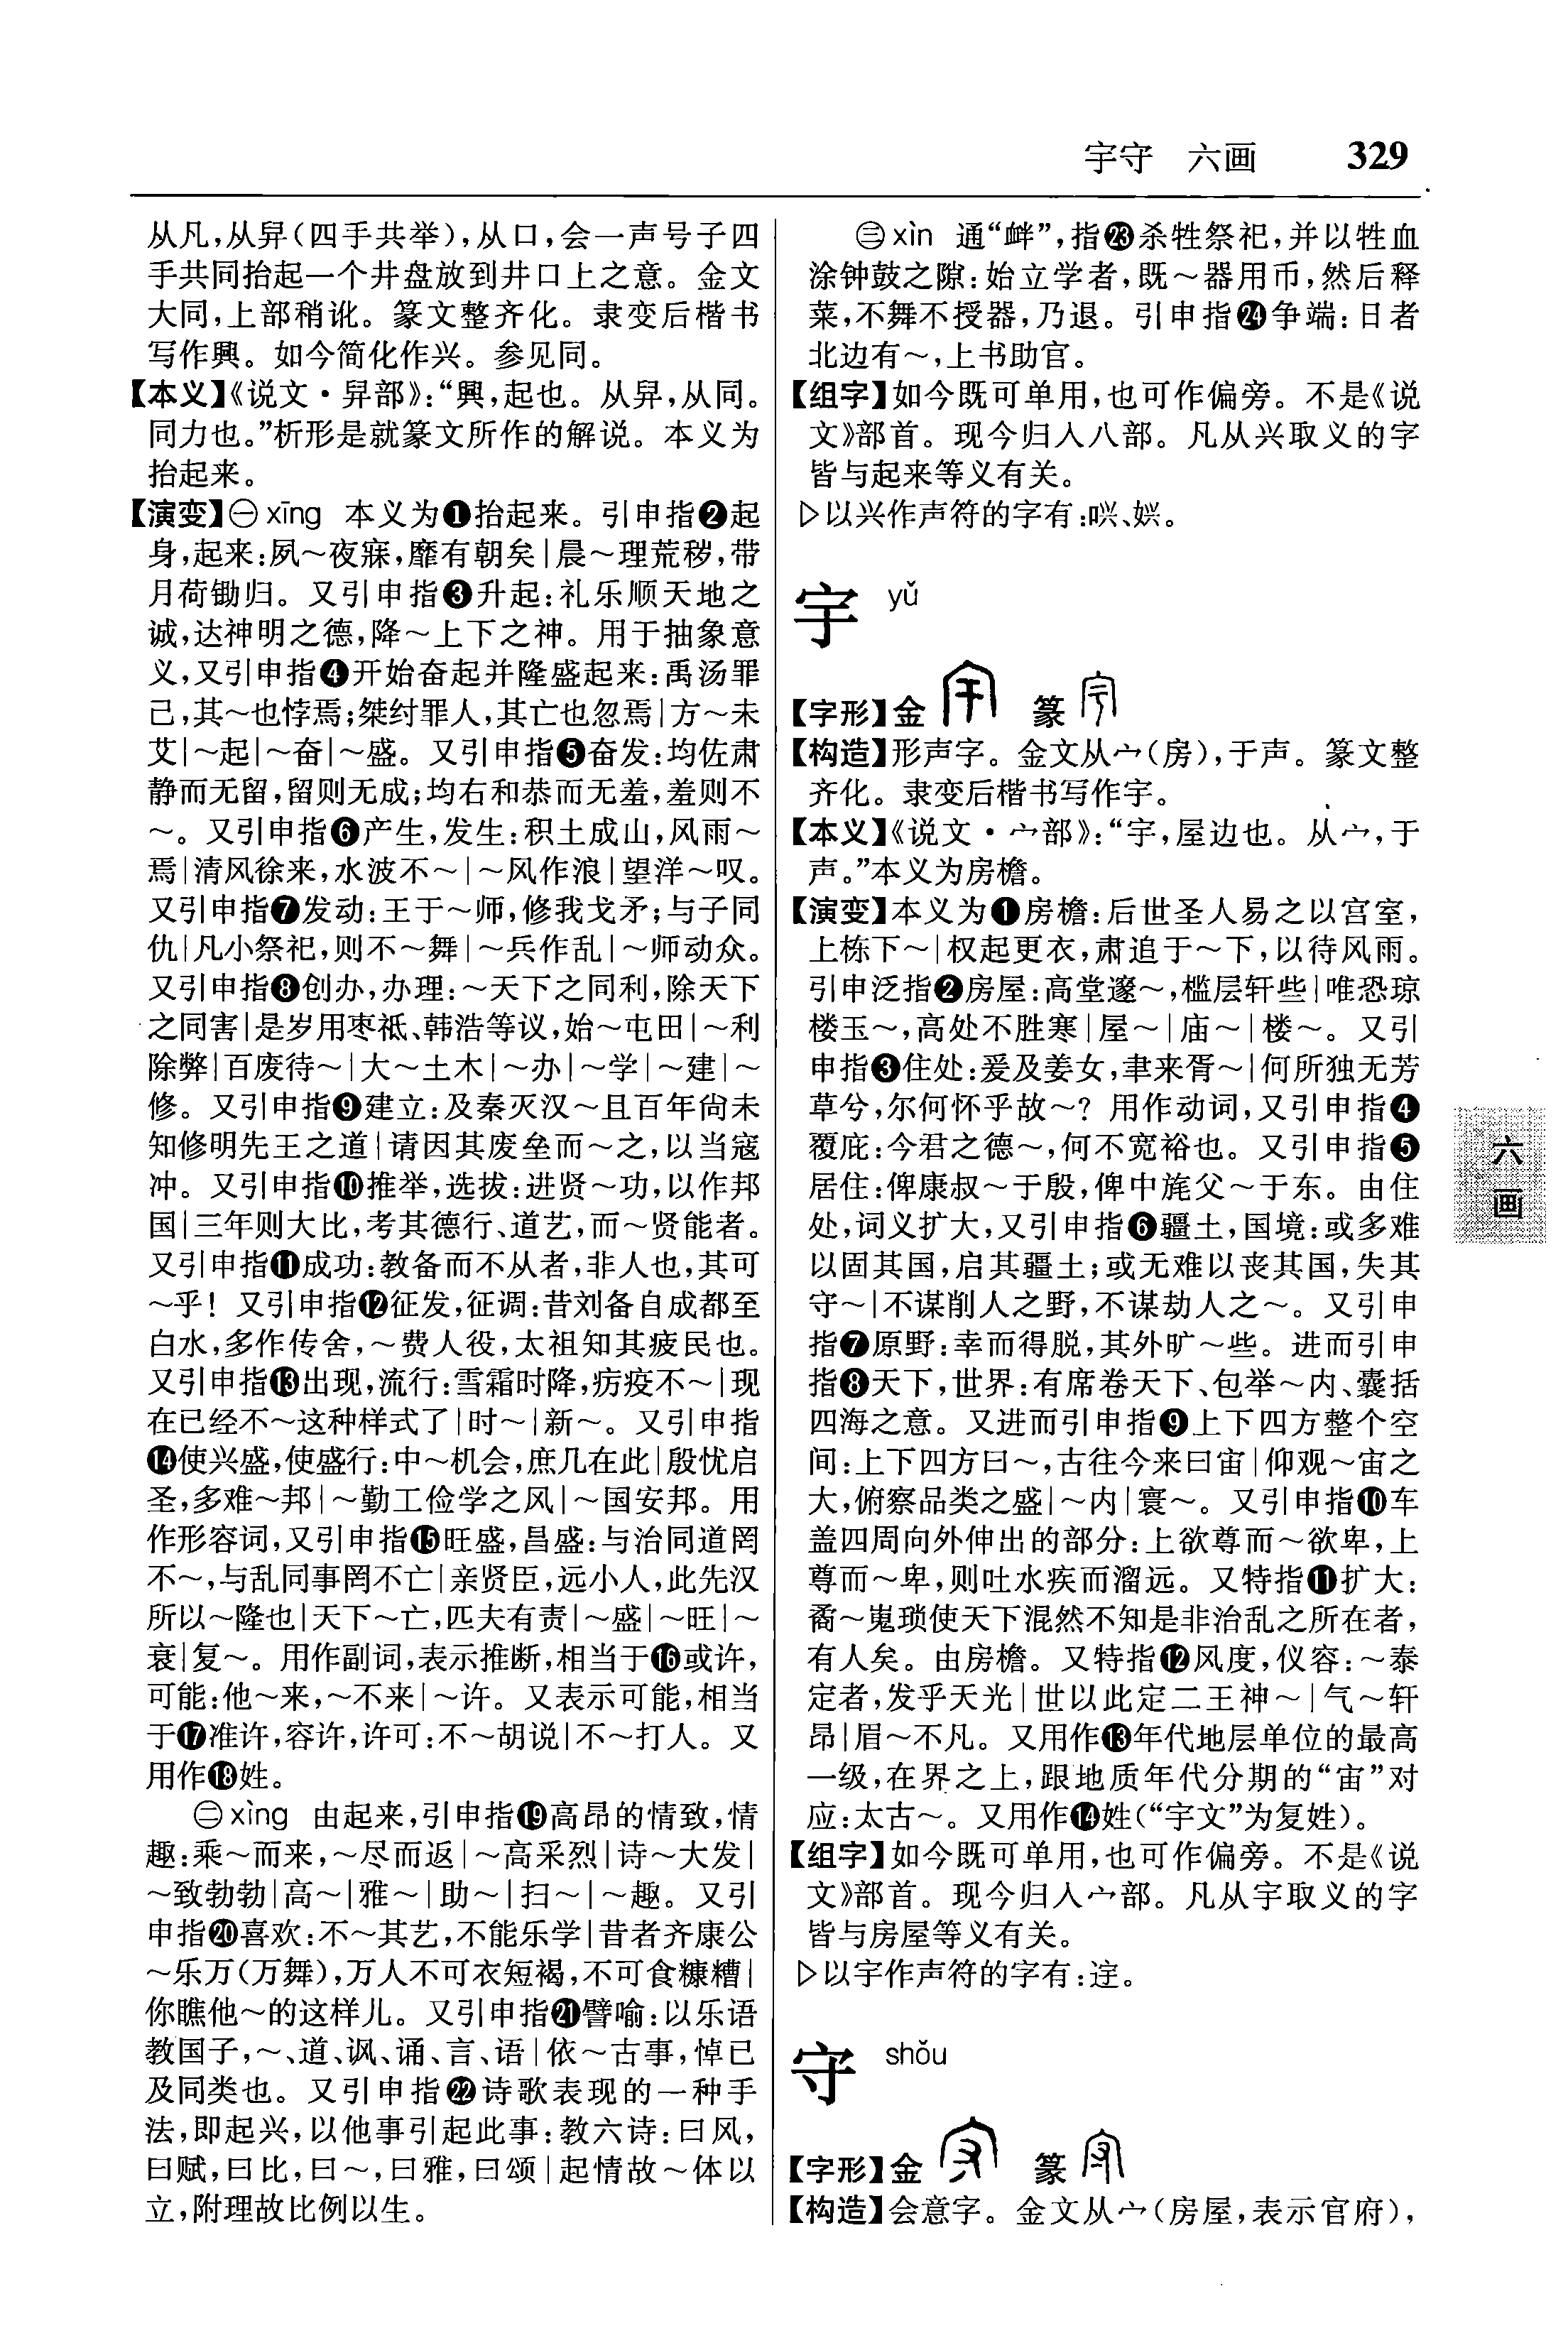 宇守　六画　329
从凡,从舁(四手共举),从口,会一声号子四
手共同抬起一个井盘放到井口上之意。金文
大同,上部稍讹。篆文整齐化。隶变后楷书
写作興。如今简化作兴。参见同。
【本义】《说文·舁部》:“興,起也。从舁,从同。
同力也。”析形是就篆文所作的解说。本义为
抬起来。
【演变】㊀xīng 本义为❶抬起来。引申指❷起
身,起来:夙～夜寐,靡有朝矣|晨～理荒秽,带
月荷锄归。又引申指❸升起:礼乐顺天地之
诚,达神明之德,降～上下之神。用于抽象意
义,又引申指❹开始奋起并隆盛起来:禹汤罪
己,其～也悖焉;桀纣罪人,其亡也忽焉|方～未
艾|～起|～奋|～盛。又引申指❺奋发:均佐肃
静而无留,留则无成;均右和恭而无羞,羞则不
～。又引申指❻产生,发生:积土成山,风雨～
焉|清风徐来,水波不～|～风作浪|望洋～叹。
又引申指❼发动:王于～师,修我戈矛;与子同
仇|凡小祭祀,则不～舞|～兵作乱|～师动众。
又引申指❽创办,办理:～天下之同利,除天下
之同害|是岁用枣祗、韩浩等议,始～屯田|～利
除弊|百废待～|大～土木|～办|～学|～建|～
修。又引申指❾建立:及秦灭汉～且百年尚未
知修明先王之道|请因其废垒而～之,以当寇
冲。又引申指❿推举,选拔:进贤～功,以作邦
国|三年则大比,考其德行、道艺,而～贤能者。
又引申指⓫成功:教备而不从者,非人也,其可
～乎! 又引申指⓬征发,征调:昔刘备自成都至
白水,多作传舍,～费人役,太祖知其疲民也。
又引申指⓭出现,流行:雪霜时降,疠疫不～|现
在已经不～这种样式了|时～|新～。又引申指
⓮使兴盛,使盛行:中～机会,庶几在此|殷忧启
圣,多难～邦|～勤工俭学之风|～国安邦。用
作形容词,又引申指⓯旺盛,昌盛:与治同道罔
不～,与乱同事罔不亡|亲贤臣,远小人,此先汉
所以～隆也|天下～亡,匹夫有责|～盛|～旺|～
衰|复～。用作副词,表示推断,相当于⓰或许,
可能:他～来,～不来|～许。又表示可能,相当
于⓱准许,容许,许可:不～胡说|不～打人。又
用作⓲姓。
㊁xìng 由起来,引申指⓳高昂的情致,情
趣:乘～而来,～尽而返|～高采烈|诗～大发|
～致勃勃|高～|雅～|助～|扫～|～趣。又引
申指⓴喜欢:不～其艺,不能乐学|昔者齐康公
～乐万(万舞),万人不可衣短褐,不可食糠糟|
你瞧他～的这样儿。又引申指㉑譬喻:以乐语
教国子,～、道、讽、诵、言、语|依～古事,悼已
及同类也。又引申指㉒诗歌表现的一种手
法,即起兴,以他事引起此事:教六诗:曰风,
曰赋,曰比,曰～,曰雅,曰颂|起情故～体以
立,附理故比例以生。
㊂xìn 通“衅”,指㉓杀牲祭祀,并以牲血
涂钟鼓之隙:始立学者,既～器用币,然后释
菜,不舞不授器,乃退。引申指㉔争端:日者
北边有～,上书助官。
【组字】如今既可单用,也可作偏旁。不是《说
文》部首。现今归入八部。凡从兴取义的字
皆与起来等义有关。
▷以兴作声符的字有:㕸、嬹。
宇 yǔ
【字形】金 篆
【构造】形声字。金文从宀(房),于声。篆文整
齐化。隶变后楷书写作宇。
【本义】《说文·宀部》:“宇,屋边也。从宀,于
声。”本义为房檐。
【演变】本义为❶房檐:后世圣人易之以宫室,
上栋下～|权起更衣,肃追于～下,以待风雨。
引申泛指❷房屋:高堂邃～,槛层轩些|唯恐琼
楼玉～,高处不胜寒|屋～|庙～|楼～。又引
申指❸住处:爰及姜女,聿来胥～|何所独无芳
草兮,尔何怀乎故～? 用作动词,又引申指❹
覆庇:今君之德～,何不宽裕也。又引申指❺
居住:俾康叔～于殷,俾中旄父～于东。由住
处,词义扩大,又引申指❻疆土,国境:或多难
以固其国,启其疆土;或无难以丧其国,失其
守～|不谋削人之野,不谋劫人之～。又引申
指❼原野:幸而得脱,其外旷～些。进而引申
指❽天下,世界:有席卷天下、包举～内、囊括
四海之意。又进而引申指❾上下四方整个空
间:上下四方曰～,古往今来曰宙|仰观～宙之
大,俯察品类之盛|～内|寰～。又引申指❿车
盖四周向外伸出的部分:上欲尊而～欲卑,上
尊而～卑,则吐水疾而溜远。又特指⓫扩大:
矞～嵬琐使天下混然不知是非治乱之所在者,
有人矣。由房檐。又特指⓬风度,仪容:～泰
定者,发乎天光|世以此定二王神～|气～轩
昂|眉～不凡。又用作⓭年代地层单位的最高
一级,在界之上,跟地质年代分期的“宙”对
应:太古～。又用作⓮姓(“宇文”为复姓)。
【组字】如今既可单用,也可作偏旁。不是《说
文》部首。现今归入宀部。凡从宇取义的字
皆与房屋等义有关。
▷以宇作声符的字有:
守 shǒu
【字形】金 篆
【构造】会意字。金文从宀(房屋,表示官府),
六
画